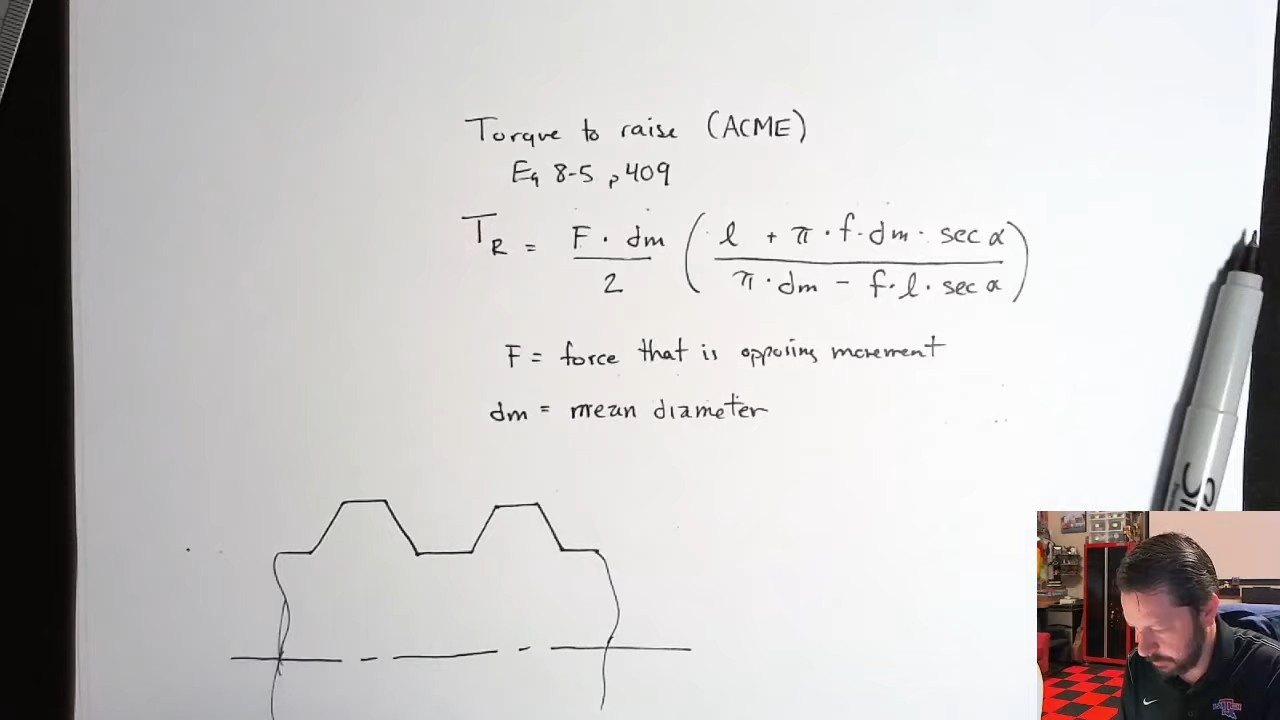 Torque to raise (ACME)
Eq 8-5, p409
T_R = F · dm / 2 ( l + π · f · dm · sec α / π · dm - f · l · sec α )
F = force that is opposing movement
dm = mean diameter